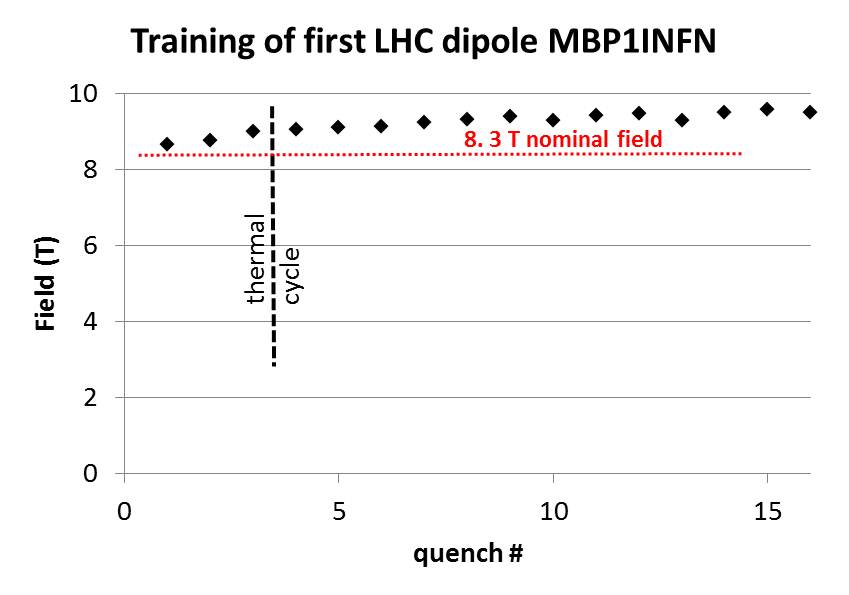 Training of first LHC dipole MBP1INFN
10
8
6
4
2
0
Field (T)
8. 3 T nominal field
thermal
cycle
0
5
10
15
quench #